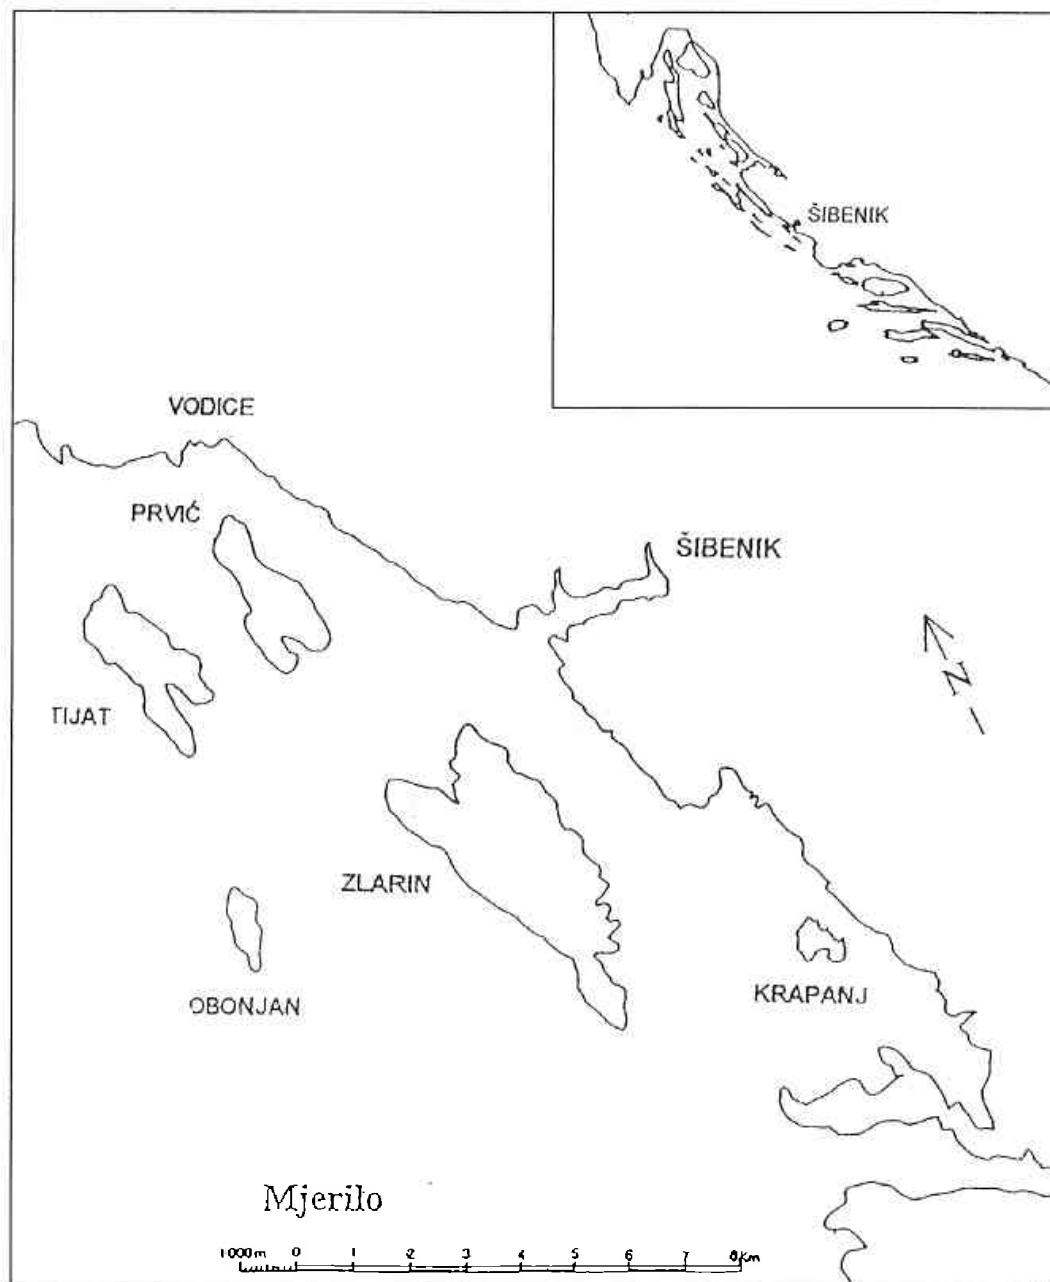 ŠIBENIK
VODICE
PRVIĆ
ŠIBENIK
N
TIJAT
ZLARIN
OBONJAN
KRAPANJ
Mjerilo
1000m 0 1 2 3 4 5 6 7 8Km